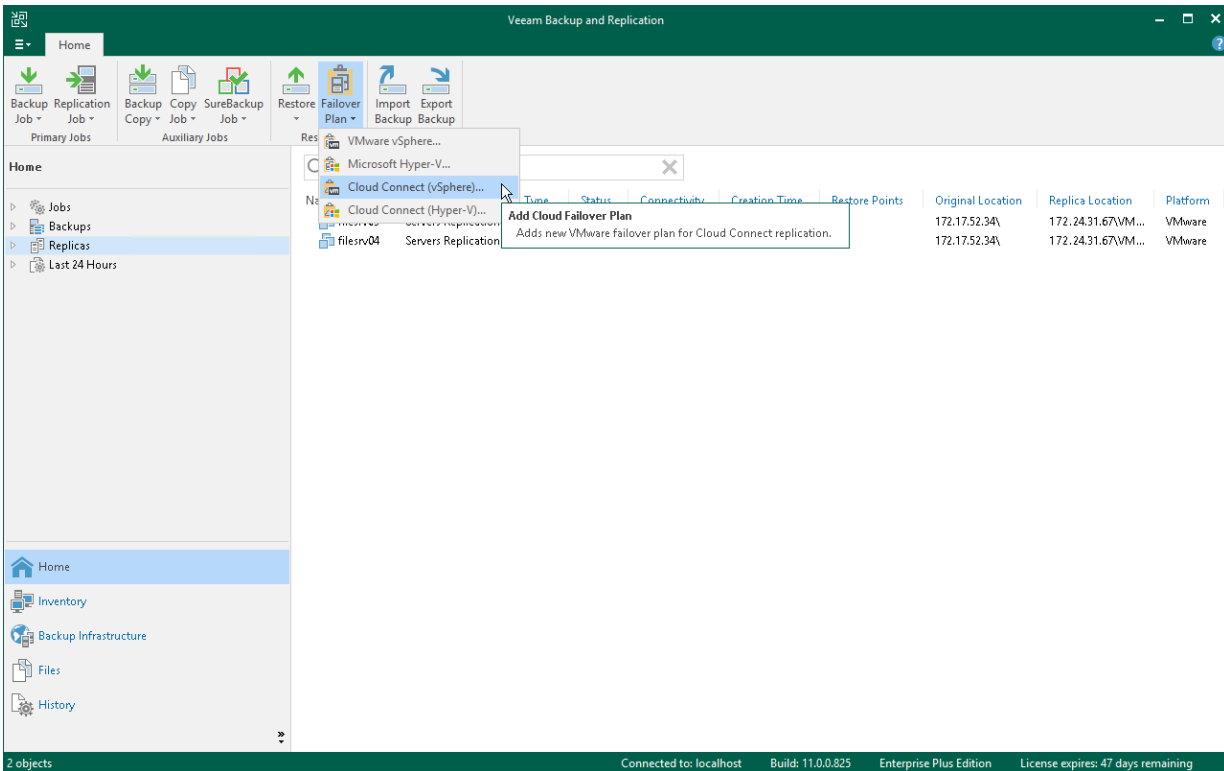 Veeam Backup and Replication
Home
Backup Job
Replication Job
Backup Copy
Copy Job
SureBackup Job
Restore
Failover Plan
Import Backup
Export Backup
Primary Jobs
Auxiliary Jobs
Res
VMware vSphere...
Microsoft Hyper-V...
Cloud Connect (vSphere)...
Cloud Connect (Hyper-V)...
Add Cloud Failover Plan
Adds new VMware failover plan for Cloud Connect replication.
Home
Jobs
Backups
Replicas
Last 24 Hours
Na
Type
Status
Connectivity
Creation Time
Restore Points
Original Location
Replica Location
Platform
172.17.52.34\
172.24.31.67\VM...
VMware
filesrv04
Servers Replication
172.17.52.34\
172.24.31.67\VM...
VMware
Home
Inventory
Backup Infrastructure
Files
History
2 objects
Connected to: localhost
Build: 11.0.0.825
Enterprise Plus Edition
License expires: 47 days remaining